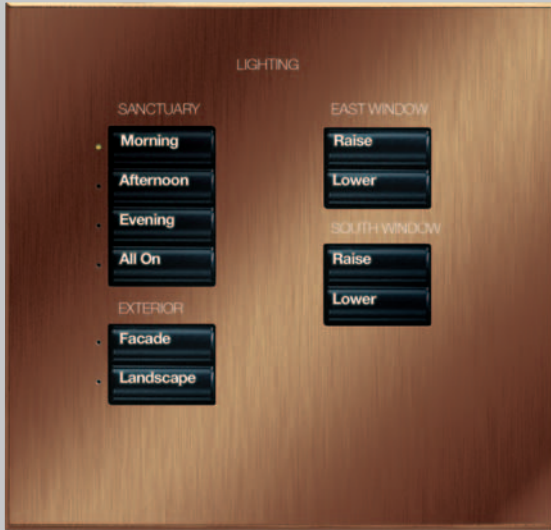 LIGHTING
SANCTUARY
Morning
Afternoon
Evening
All On
EXTERIOR
Facade
Landscape
EAST WINDOW
Raise
Lower
SOUTH WINDOW
Raise
Lower